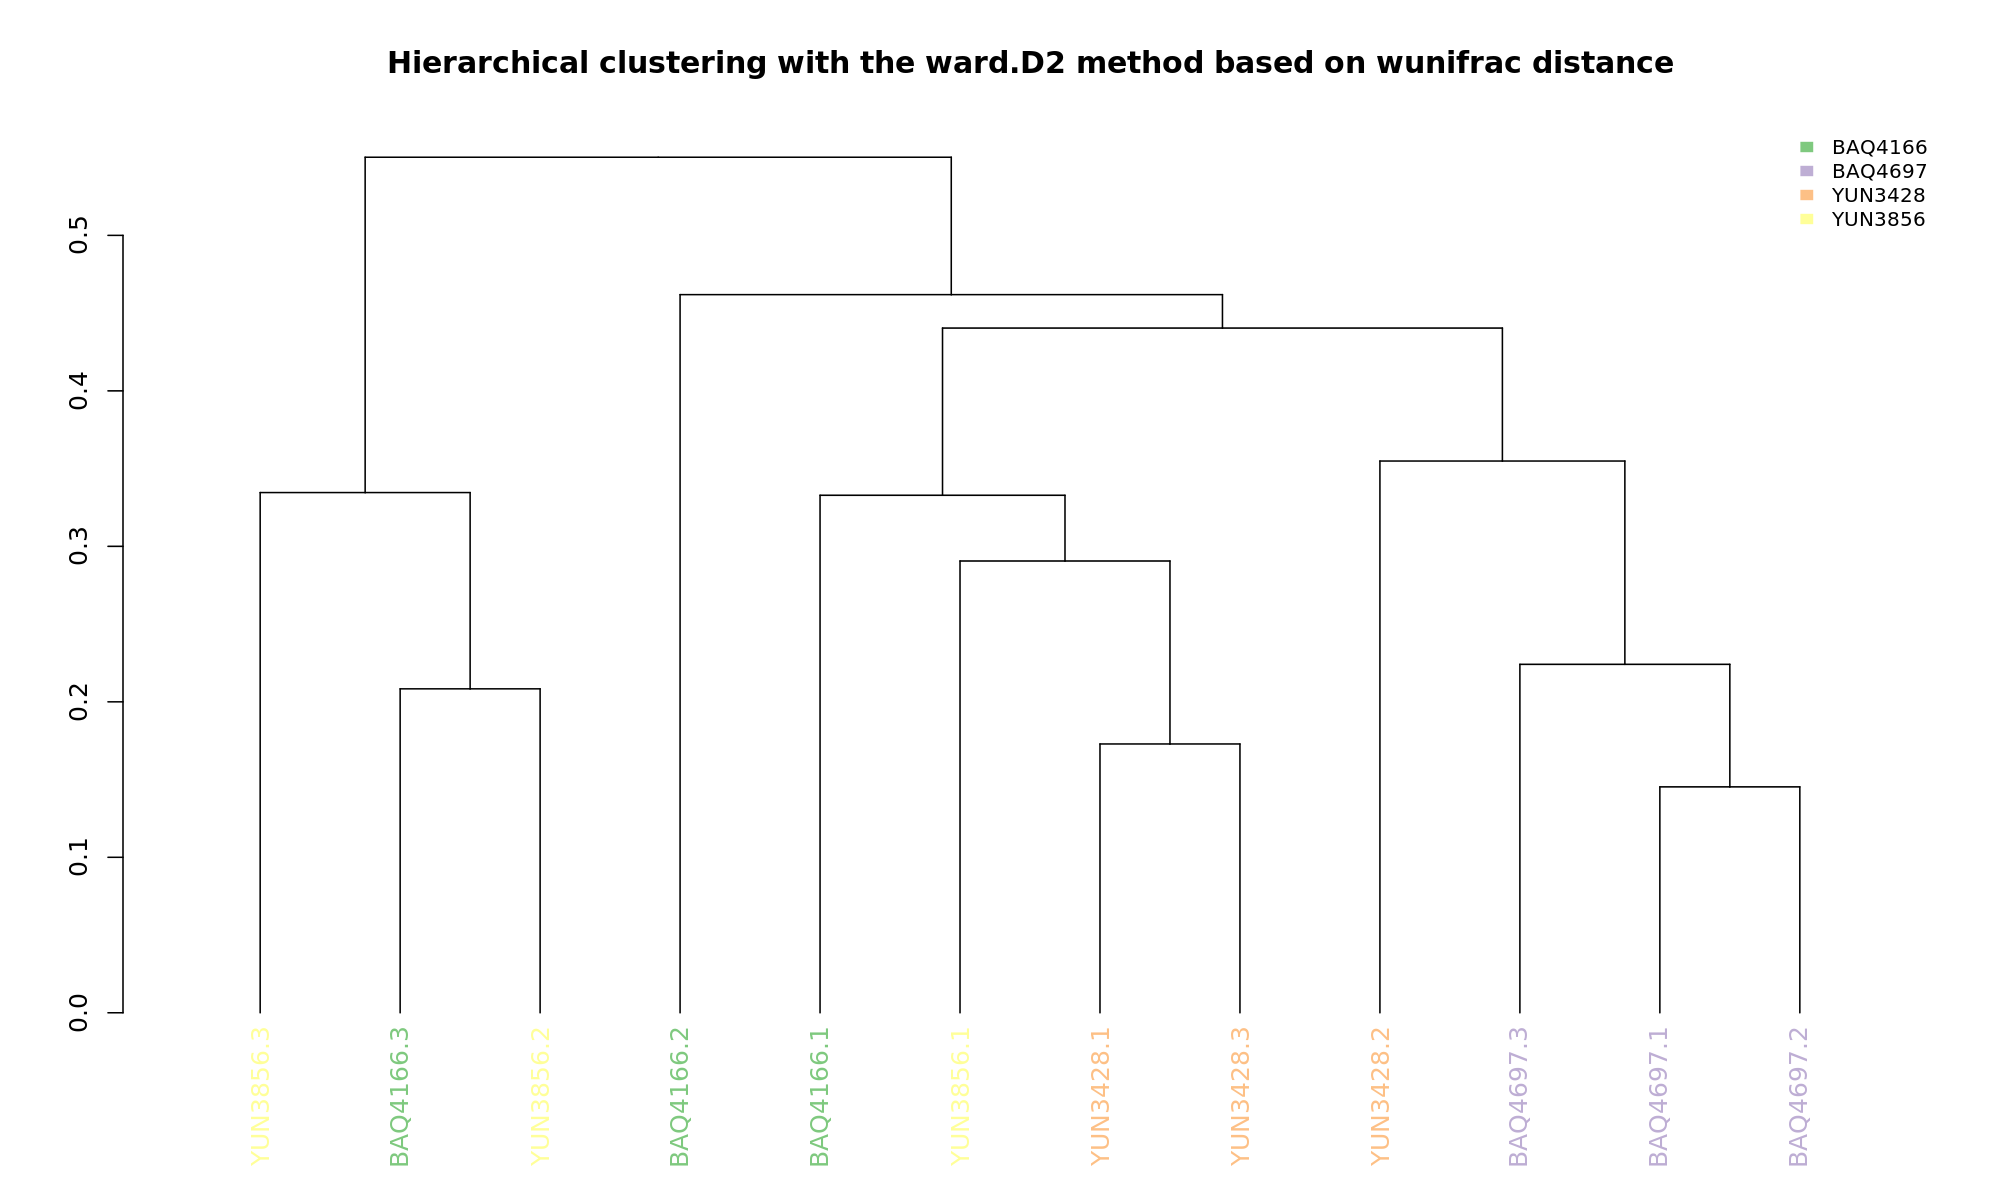 Hierarchical clustering with the ward.D2 method based on wunifrac distance
BAQ4166
BAQ4697
YUN3428
YUN3856
0.5
0.4
0.3
0.2
0.1
0.0
YUN3856.3
BAQ4166.3
YUN3856.2
BAQ4166.2
BAQ4166.1
YUN3856.1
YUN3428.1
YUN3428.3
YUN3428.2
BAQ4697.3
BAQ4697.1
BAQ4697.2